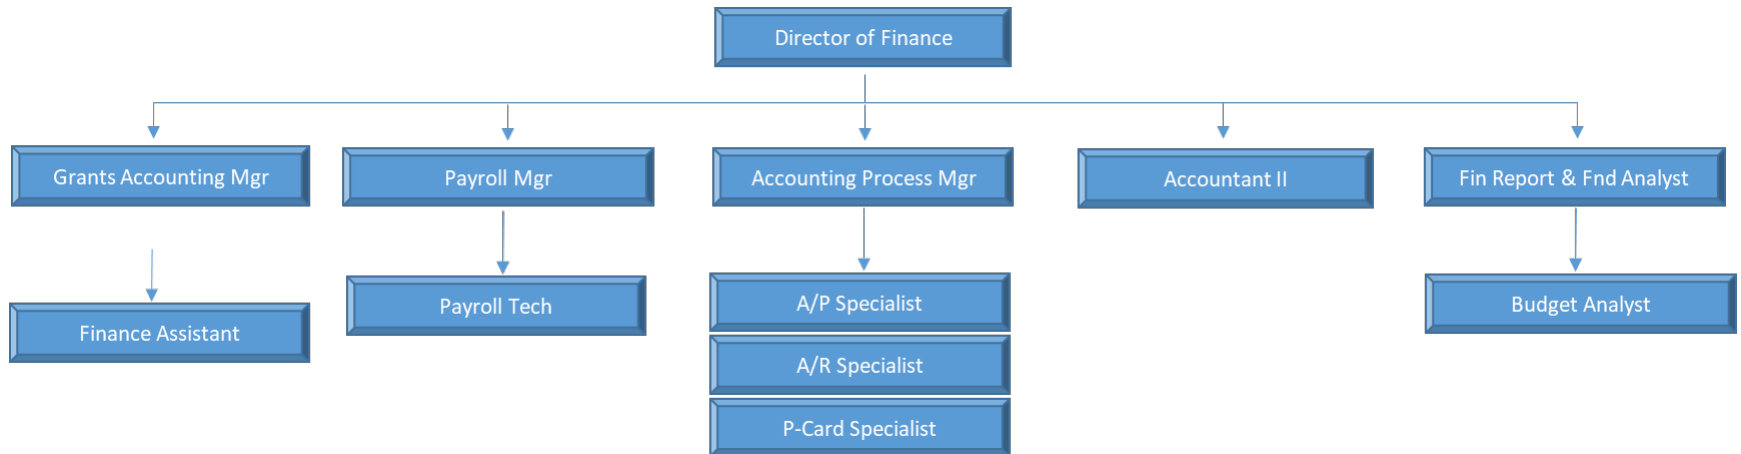 Director of Finance
Grants Accounting Mgr
Payroll Mgr
Accounting Process Mgr
Accountant II
Fin Report & Fnd Analyst
Finance Assistant
Payroll Tech
A/P Specialist
A/R Specialist
P-Card Specialist
Budget Analyst